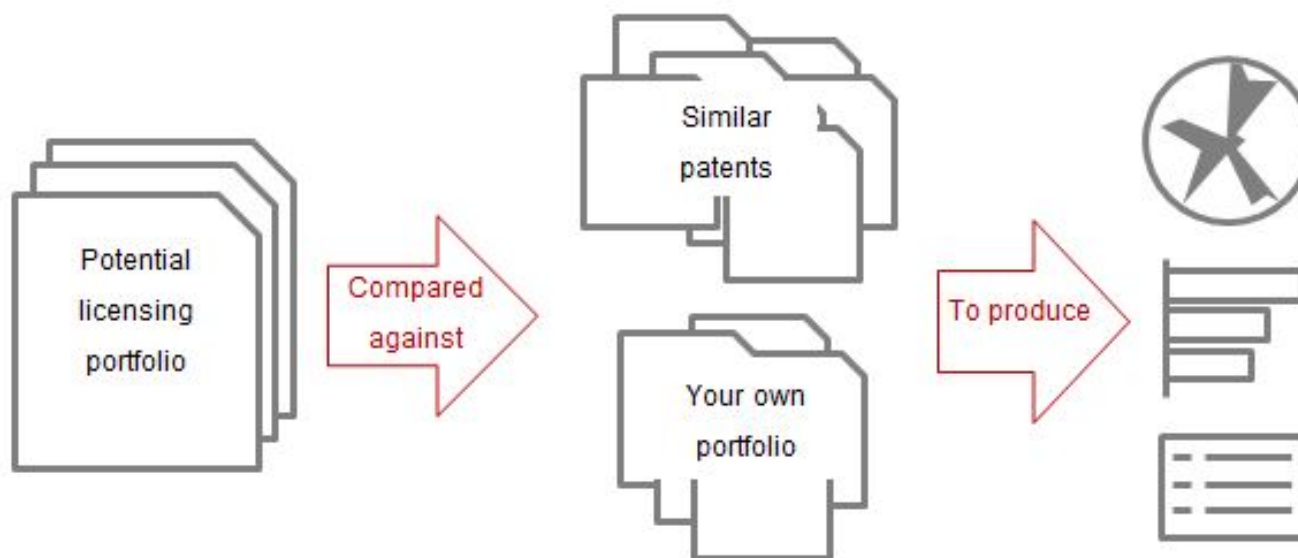 Potential
licensing
portfolio
Compared
against
Similar
patents
Your own
portfolio
To produce